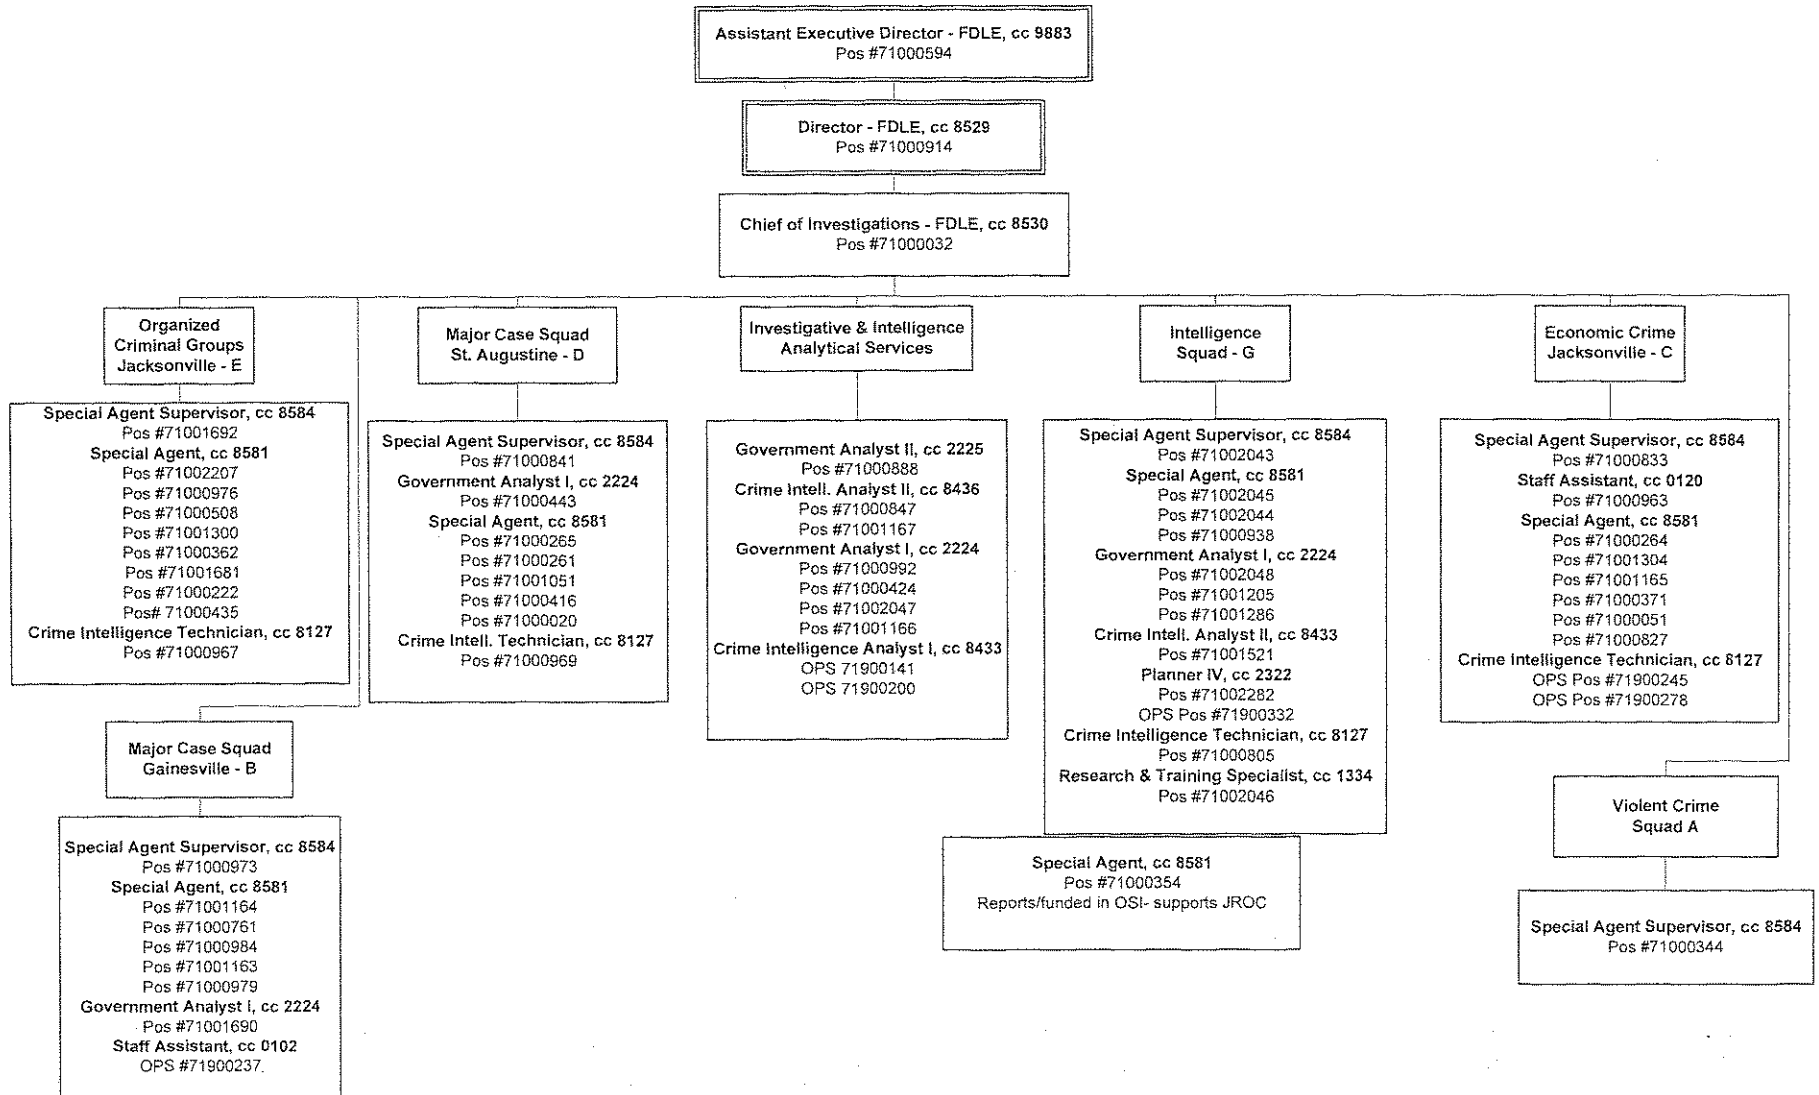 Assistant Executive Director - FDLE, cc 9883
Pos #71000594
Director - FDLE, cc 8529
Pos #71000914
Chief of Investigations - FDLE, cc 8530
Pos #71000032
Organized
Criminal Groups
Jacksonville - E
Special Agent Supervisor, cc 8584
Pos #71001692
Special Agent, cc 8581
Pos #71002207
Pos #71000976
Pos #71000508
Pos #71001300
Pos #71000362
Pos #71001681
Pos #71000222
Pos# 71000435
Crime Intelligence Technician, cc 8127
Pos #71000967
Major Case Squad
Gainesville - B
Special Agent Supervisor, cc 8584
Pos #71000973
Special Agent, cc 8581
Pos #71001164
Pos #71000761
Pos #71000984
Pos #71001163
Pos #71000979
Government Analyst I, cc 2224
Pos #71001690
Staff Assistant, cc 0102
OPS #71900237
Major Case Squad
St. Augustine - D
Special Agent Supervisor, cc 8584
Pos #71000841
Government Analyst I, cc 2224
Pos #71000443
Special Agent, cc 8581
Pos #71000265
Pos #71000261
Pos #71001051
Pos #71000416
Pos #71000020
Crime Intell. Technician, cc 8127
Pos #71000969
Investigative & Intelligence
Analytical Services
Government Analyst II, cc 2225
Pos #71000888
Crime Intell. Analyst II, cc 8436
Pos #71000847
Pos #71001167
Government Analyst I, cc 2224
Pos #71000992
Pos #71000424
Pos #71002047
Pos #71001166
Crime Intelligence Analyst I, cc 8433
OPS 71900141
OPS 71900200
Intelligence
Squad - G
Special Agent Supervisor, cc 8584
Pos #71002043
Special Agent, cc 8581
Pos #71002045
Pos #71002044
Pos #71000938
Government Analyst I, cc 2224
Pos #71002048
Pos #71001205
Pos #71001286
Crime Intell. Analyst II, cc 8433
Pos #71001521
Planner IV, cc 2322
Pos #71002282
OPS Pos #71900332
Crime Intelligence Technician, cc 8127
Pos #71000805
Research & Training Specialist, cc 1334
Pos #71002046
Special Agent, cc 8581
Pos #71000354
Reports/funded in OSI- supports JROC
Economic Crime
Jacksonville - C
Special Agent Supervisor, cc 8584
Pos #71000833
Staff Assistant, cc 0120
Pos #71000963
Special Agent, cc 8581
Pos #71000264
Pos #71001304
Pos #71001165
Pos #71000371
Pos #71000051
Pos #71000827
Crime Intelligence Technician, cc 8127
OPS Pos #71900245
OPS Pos #71900278
Violent Crime
Squad A
Special Agent Supervisor, cc 8584
Pos #71000344